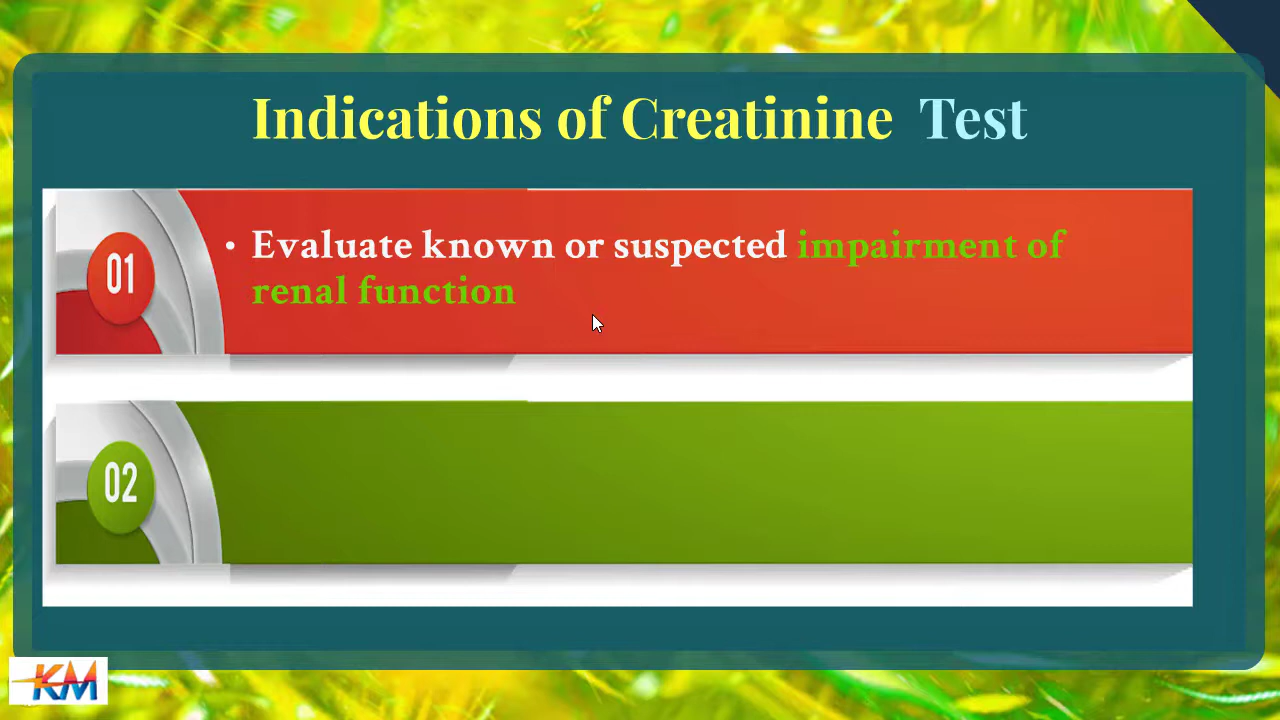 Indications of Creatinine Test
01
• Evaluate known or suspected impairment of
renal function
02
KM